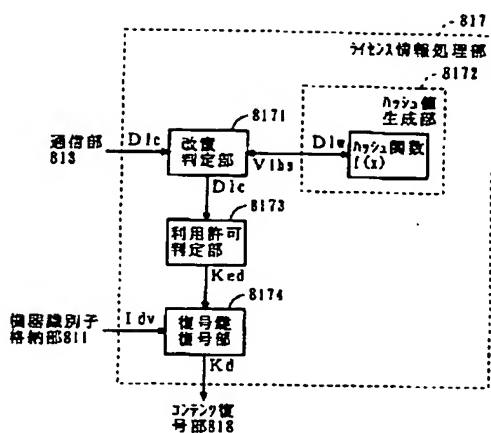 817
ライセンス情報処理部
8172
ハッシュ値
生成部
8171
通信部
813
Dlc
改竄
判定部
Vlhs
Dlw
ハッシュ関数
f(x)
Dlc
8173
利用許可
判定部
Ked
8174
機器識別子
格納部811
Idv
復号鍵
復号部
Kd
コンテンツ復
号部818